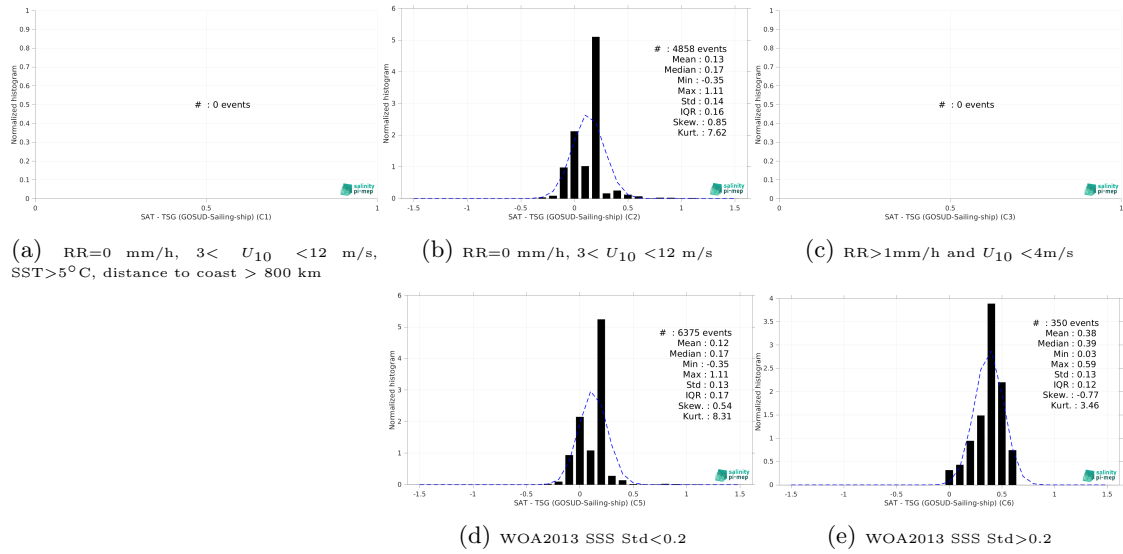 1
0.9
0.8
0.7
0.6
0.5
0.4
0.3
0.2
0.1
0
Normalized histogram
# : 0 events
salinity
pi-mep
0 0.5 1
SAT - TSG (GOSUD-Sailing-ship) (C1)
(a) RR=0 mm/h, 3< U10 <12 m/s,
SST>5°C, distance to coast > 800 km
6
5
4
3
2
1
0
Normalized histogram
# : 4858 events
Mean : 0.13
Median : 0.17
Min : -0.35
Max : 1.11
Std : 0.14
IQR : 0.16
Skew. : 0.85
Kurt. : 7.62
salinity
pi-mep
-1.5 -1 -0.5 0 0.5 1 1.5
SAT - TSG (GOSUD-Sailing-ship) (C2)
(b) RR=0 mm/h, 3< U10 <12 m/s
1
0.9
0.8
0.7
0.6
0.5
0.4
0.3
0.2
0.1
0
Normalized histogram
# : 0 events
salinity
pi-mep
0 0.5 1
SAT - TSG (GOSUD-Sailing-ship) (C3)
(c) RR>1mm/h and U10 <4m/s
6
5
4
3
2
1
0
Normalized histogram
# : 6375 events
Mean : 0.12
Median : 0.17
Min : -0.35
Max : 1.11
Std : 0.13
IQR : 0.17
Skew. : 0.54
Kurt. : 8.31
salinity
pi-mep
-1.5 -1 -0.5 0 0.5 1 1.5
SAT - TSG (GOSUD-Sailing-ship) (C5)
(d) WOA2013 SSS Std<0.2
4
3.5
3
2.5
2
1.5
1
0.5
0
Normalized histogram
# : 350 events
Mean : 0.38
Median : 0.39
Min : 0.03
Max : 0.59
Std : 0.13
IQR : 0.12
Skew. : -0.77
Kurt. : 3.46
salinity
pi-mep
-1.5 -1 -0.5 0 0.5 1 1.5
SAT - TSG (GOSUD-Sailing-ship) (C6)
(e) WOA2013 SSS Std>0.2